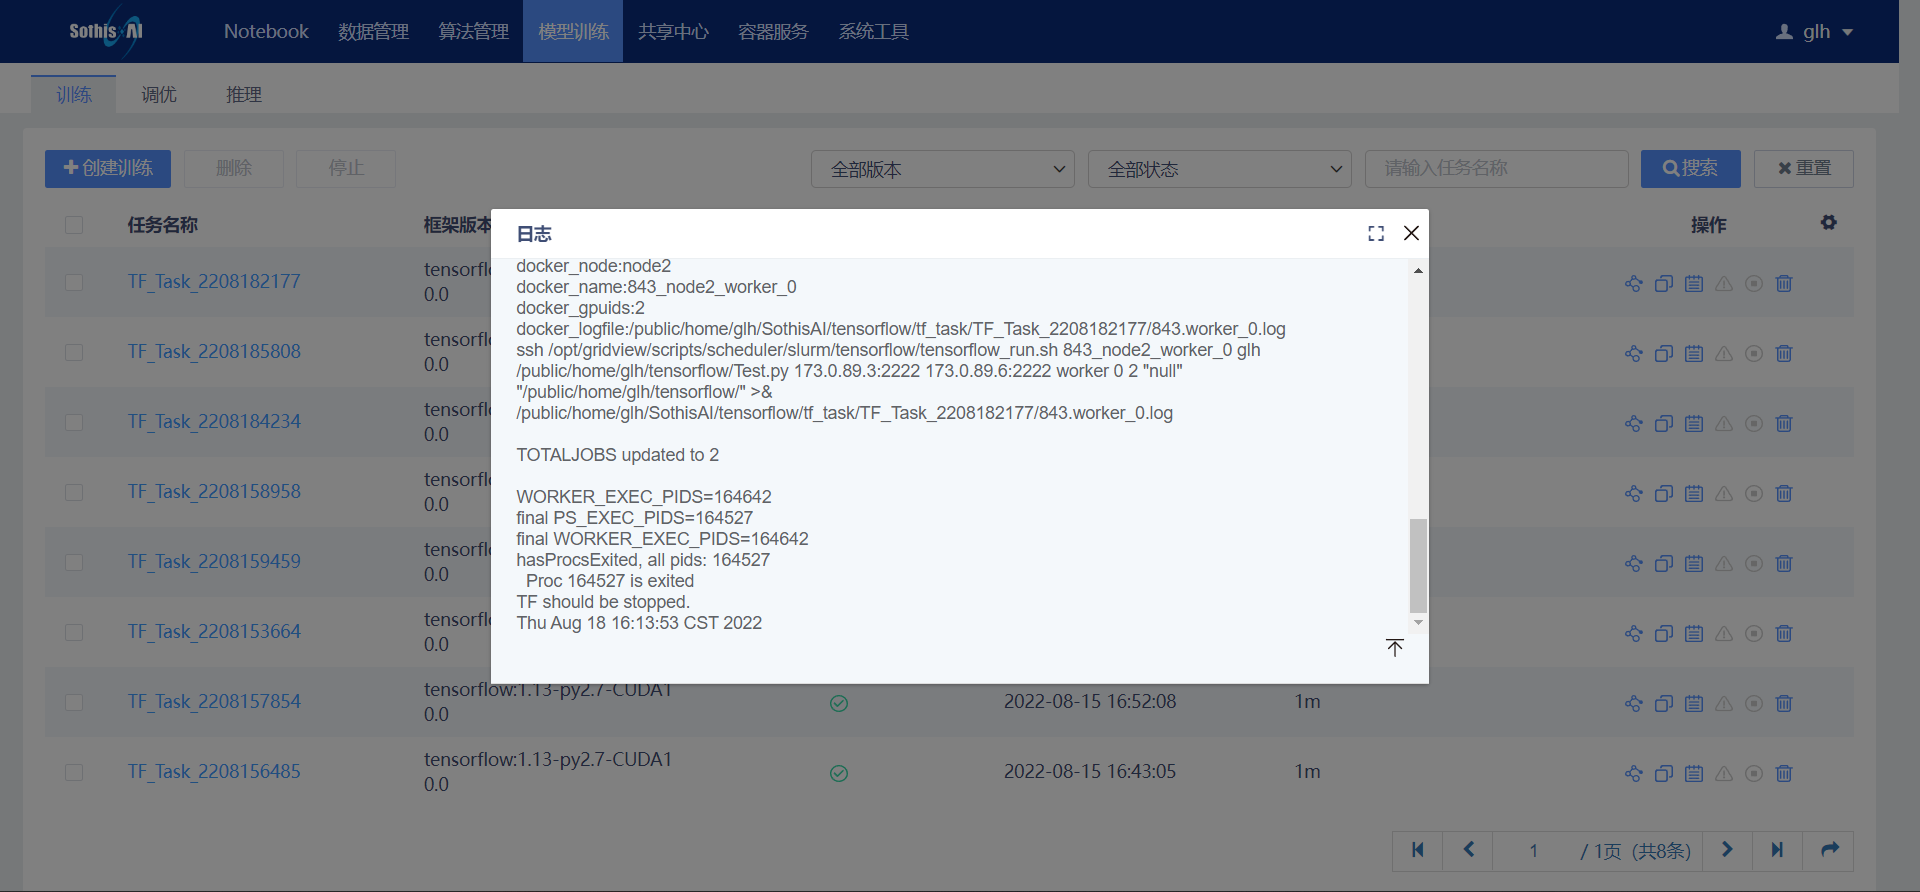 Sothis AI
Notebook 数据管理 算法管理 模型训练 共享中心 容器服务 系统工具
glh
训练 调优 推理
创建训练 删除 停止 全部版本 全部状态 请输入任务名称 搜索 重置
任务名称 框架版本 操作
TF_Task_2208182177
0.0
TF_Task_2208185808
0.0
TF_Task_2208184234
0.0
TF_Task_2208158958
0.0
TF_Task_2208159459
0.0
TF_Task_2208153664
0.0
TF_Task_2208157854 tensorflow:1.13-py2.7-CUDA1 2022-08-15 16:52:08 1m
0.0
TF_Task_2208156485 tensorflow:1.13-py2.7-CUDA1 2022-08-15 16:43:05 1m
0.0
日志
docker_node:node2
docker_name:843_node2_worker_0
docker_gpuids:2
docker_logfile:/public/home/glh/SothisAI/tensorflow/tf_task/TF_Task_2208182177/843.worker_0.log
ssh /opt/gridview/scripts/scheduler/slurm/tensorflow/tensorflow_run.sh 843_node2_worker_0 glh
/public/home/glh/tensorflow/Test.py 173.0.89.3:2222 173.0.89.6:2222 worker 0 2 "null"
"/public/home/glh/tensorflow/" >&
/public/home/glh/SothisAI/tensorflow/tf_task/TF_Task_2208182177/843.worker_0.log
TOTALJOBS updated to 2
WORKER_EXEC_PIDS=164642
final PS_EXEC_PIDS=164527
final WORKER_EXEC_PIDS=164642
hasProcsExited, all pids: 164527
Proc 164527 is exited
TF should be stopped.
Thu Aug 18 16:13:53 CST 2022
1 / 1页 (共8条)